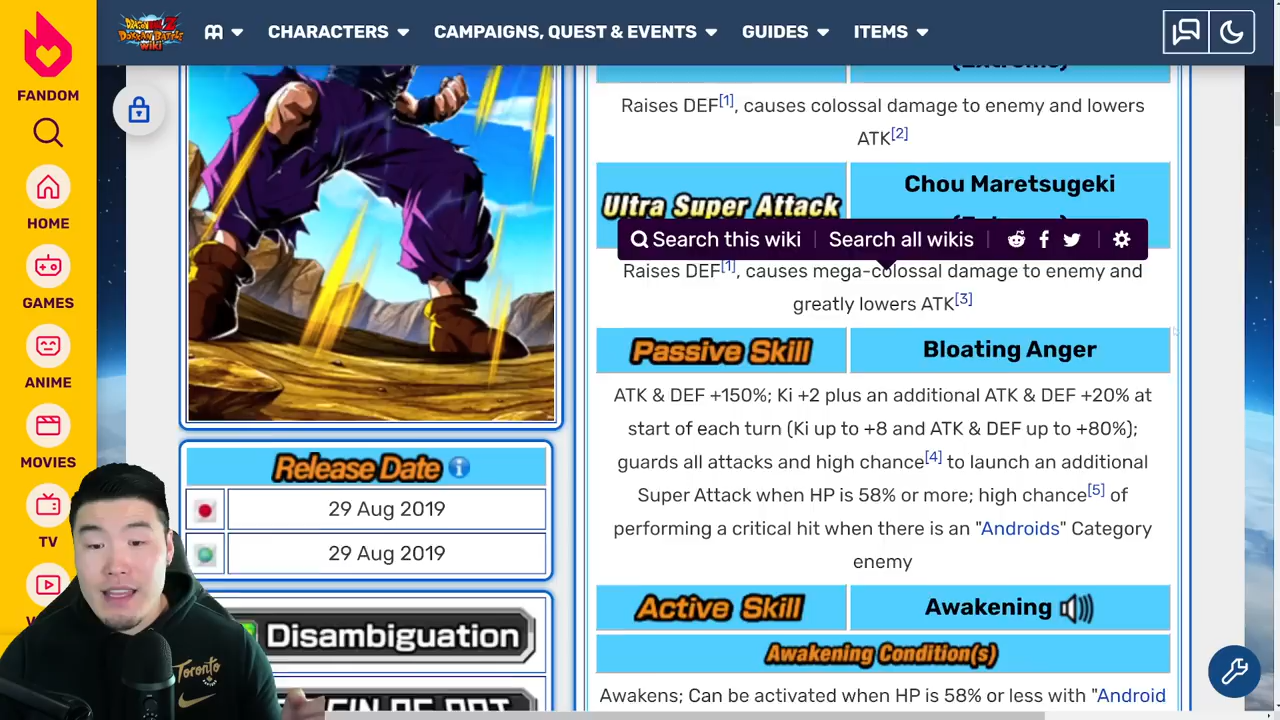 DRAGON BALL Z
DOKKAN BATTLE
wiki
CHARACTERS
CAMPAIGNS, QUEST & EVENTS
GUIDES
ITEMS
FANDOM
HOME
GAMES
ANIME
MOVIES
TV
Raises DEF[1], causes colossal damage to enemy and lowers
ATK[2]
Ultra Super Attack
Chou Maretsugeki
Search this wiki
Search all wikis
Raises DEF[1], causes mega-colossal damage to enemy and
greatly lowers ATK[3]
Passive Skill
Bloating Anger
ATK & DEF +150%; Ki +2 plus an additional ATK & DEF +20% at
start of each turn (Ki up to +8 and ATK & DEF up to +80%);
guards all attacks and high chance[4] to launch an additional
Super Attack when HP is 58% or more; high chance[5] of
performing a critical hit when there is an "Androids" Category
enemy
Active Skill
Awakening
Awakening Condition(s)
Awakens; Can be activated when HP is 58% or less with "Android
Release Date
29 Aug 2019
29 Aug 2019
Disambiguation
Toronto